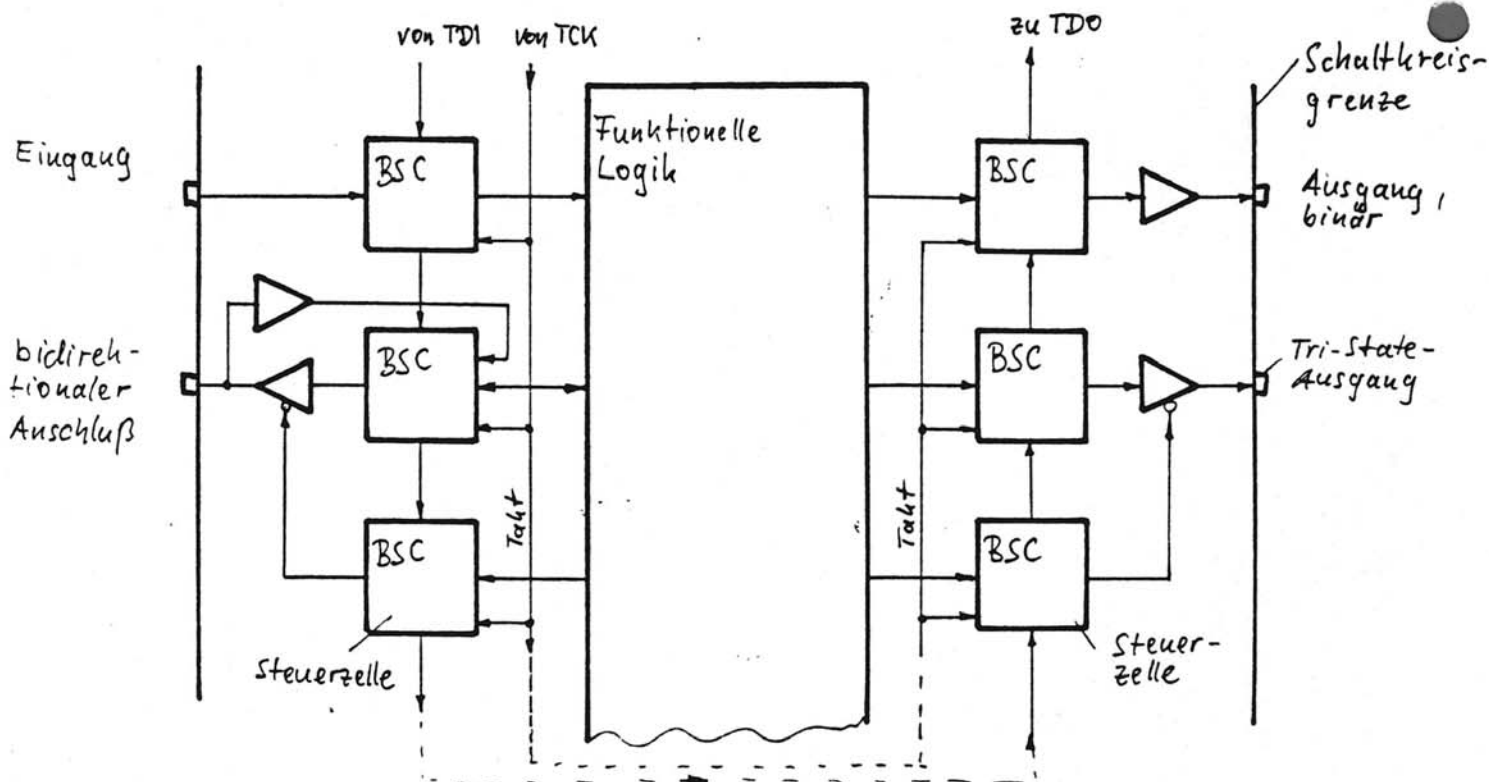 von TDI
von TCK
zu TDO
Schaltkreis-
grenze
Eingang
BSC
Funktionelle
Logik
BSC
Ausgang,
binär
bidirek-
tionaler
Anschluß
BSC
BSC
Tri-State-
Ausgang
Takt
Takt
BSC
BSC
Steuerzelle
Steuer-
zelle